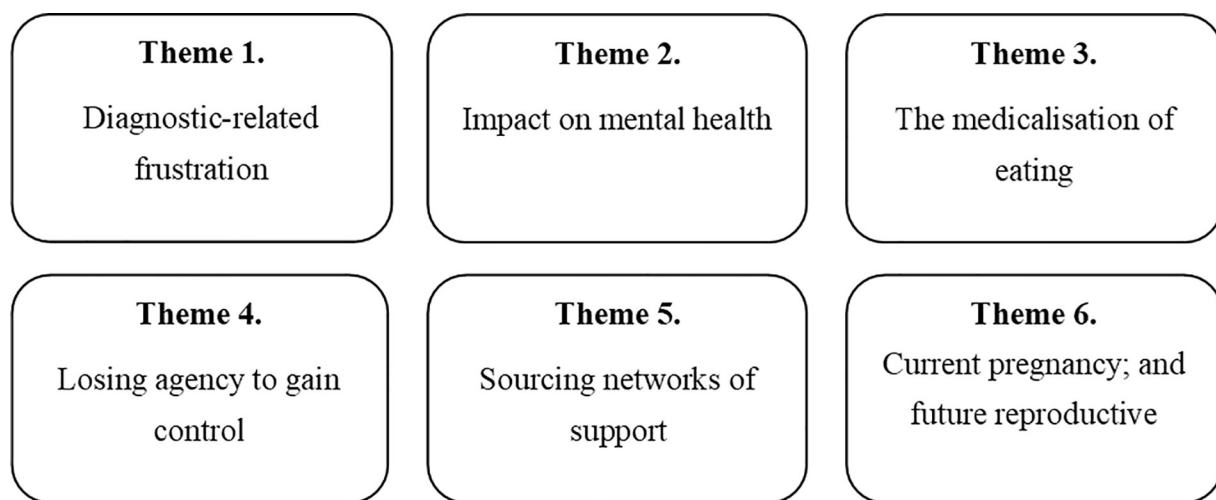 Theme 1.
Diagnostic-related
frustration
Theme 2.
Impact on mental health
Theme 3.
The medicalisation of
eating
Theme 4.
Losing agency to gain
control
Theme 5.
Sourcing networks of
support
Theme 6.
Current pregnancy; and
future reproductive